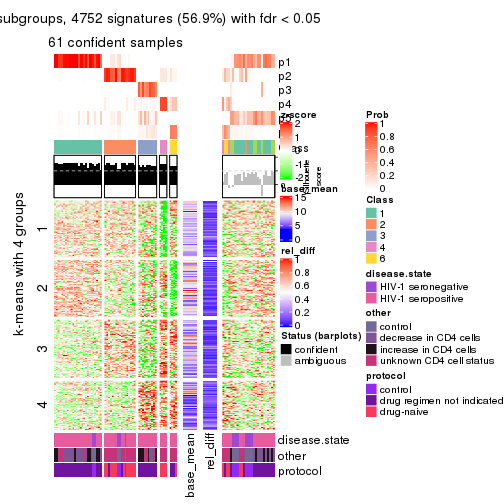 subgroups, 4752 signatures (56.9%) with fdr < 0.05
61 confident samples
p1
p2
p3
p4
z-score
2
1
0
-1
-2
Silhouette
score
base_mean
15
10
5
0
rel_diff
1
0.8
0.6
0.4
0.2
0
Status (barplots)
confident
ambiguous
k-means with 4 groups
1
2
3
4
base_mean
rel_diff
disease.state
other
protocol
Prob
1
0.8
0.6
0.4
0.2
0
Class
1
2
3
4
6
disease.state
HIV-1 seronegative
HIV-1 seropositive
other
control
decrease in CD4 cells
increase in CD4 cells
unknown CD4 cell status
protocol
control
drug regimen not indicated
drug-naive